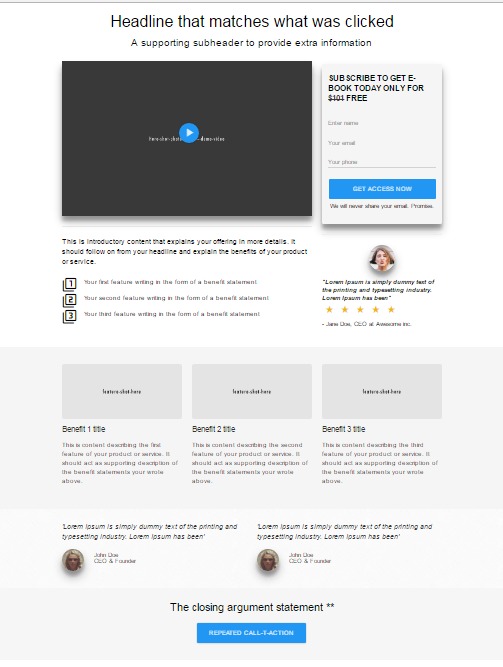 Headline that matches what was clicked
A supporting subheader to provide extra information
SUBSCRIBE TO GET E-
BOOK TODAY ONLY FOR
$101 FREE
Enter name
Your email
Your phone
GET ACCESS NOW
We will never share your email. Promise.
This is introductory content that explains your offering in more details. It
should follow on from your headline and explain the benefits of your product
or service.
1 Your first feature writing in the form of a benefit statement
2 Your second feature writing in the form of a benefit statement
3 Your third feature writing in the form of a benefit statement
"Lorem Ipsum is simply dummy text of
the printing and typesetting industry.
Lorem Ipsum has been"
- Jane Doe, CEO at Awesome inc.
feature-shot-here
feature-shot-here
feature-shot-here
Benefit 1 title
Benefit 2 title
Benefit 3 title
This is content describing the first
feature of your product or service. It
should act as supporting description of
the benefit statements your wrote
above.
This is content describing the second
feature of your product or service. It
should act as supporting description of
the benefit statements your wrote
above.
This is content describing the third
feature of your product or service. It
should act as supporting description of
the benefit statements your wrote
above.
'Lorem Ipsum is simply dummy text of the printing and
typesetting industry. Lorem Ipsum has been'
John Doe
CEO & Founder
'Lorem Ipsum is simply dummy text of the printing and
typesetting industry. Lorem Ipsum has been'
John Doe
CEO & Founder
The closing argument statement **
REPEATED CALL-T-ACTION